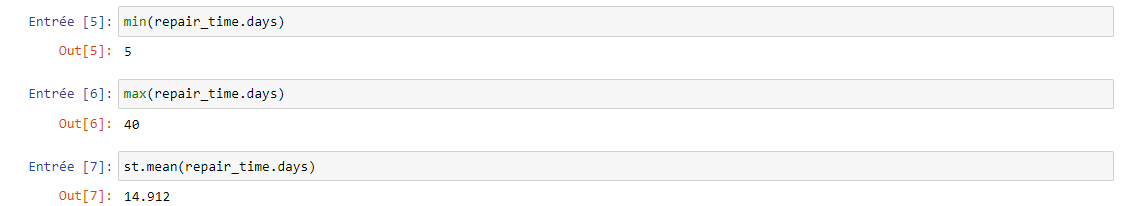 Entrée [5]: min(repair_time.days)
Out[5]: 5
Entrée [6]: max(repair_time.days)
Out[6]: 40
Entrée [7]: st.mean(repair_time.days)
Out[7]: 14.912